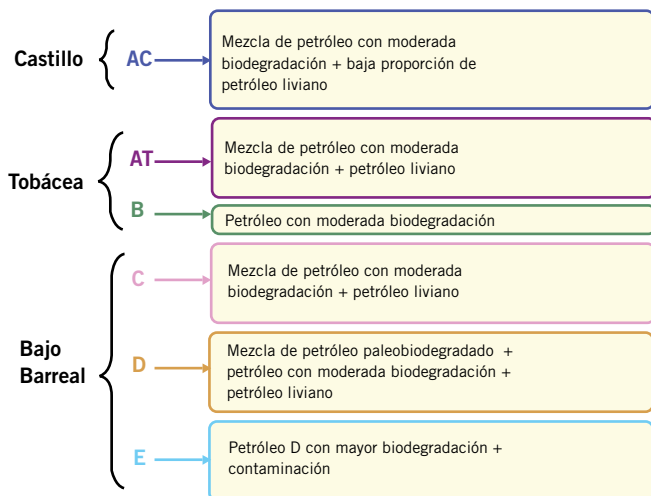 Castillo
AC
Mezcla de petróleo con moderada
biodegradación + baja proporción de
petróleo liviano
Tobácea
AT
Mezcla de petróleo con moderada
biodegradación + petróleo liviano
B
Petróleo con moderada biodegradación
Bajo
Barreal
C
Mezcla de petróleo con moderada
biodegradación + petróleo liviano
D
Mezcla de petróleo paleobiodegradado +
petróleo con moderada biodegradación +
petróleo liviano
E
Petróleo D con mayor biodegradación +
contaminación